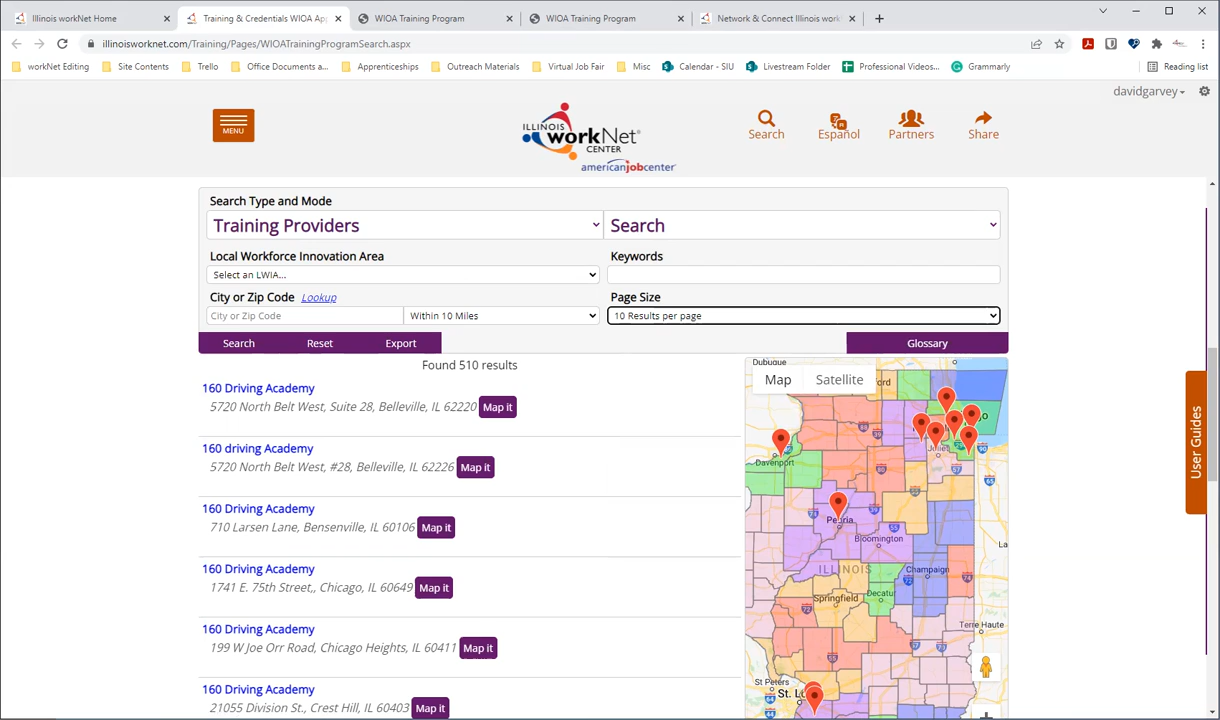 Illinois workNet Home
Training & Credentials WIOA Ap
WIOA Training Program
WIOA Training Program
Network & Connect Illinois work
illinoisworknet.com/Training/Pages/WIOATrainingProgramSearch.aspx
workNet Editing
Site Contents
Trello
Office Documents a...
Apprenticeships
Outreach Materials
Virtual Job Fair
Misc
Calendar - SIU
Livestream Folder
Professional Videos...
Grammarly
Reading list
davidgarvey
MENU
ILLINOIS
workNet
CENTER
americanjobcenter
Search
Español
Partners
Share
Search Type and Mode
Training Providers
Search
Local Workforce Innovation Area
Keywords
Select an LWIA...
City or Zip Code Lookup
Page Size
City or Zip Code
Within 10 Miles
10 Results per page
Search
Reset
Export
Glossary
Found 510 results
160 Driving Academy
5720 North Belt West, Suite 28, Belleville, IL 62220 Map it
160 driving Academy
5720 North Belt West, #28, Belleville, IL 62226 Map it
160 Driving Academy
710 Larsen Lane, Bensenville, IL 60106 Map it
160 Driving Academy
1741 E. 75th Street,, Chicago, IL 60649 Map it
160 Driving Academy
199 W Joe Orr Road, Chicago Heights, IL 60411 Map it
160 Driving Academy
21055 Division St., Crest Hill, IL 60403 Map it
Dubuque
Map
Satellite
Davenport
Peoria
Bloomington
ILLINOIS
Champaign
Springfield
Decatu
Terre Haute
St Peters
St. L
User Guides